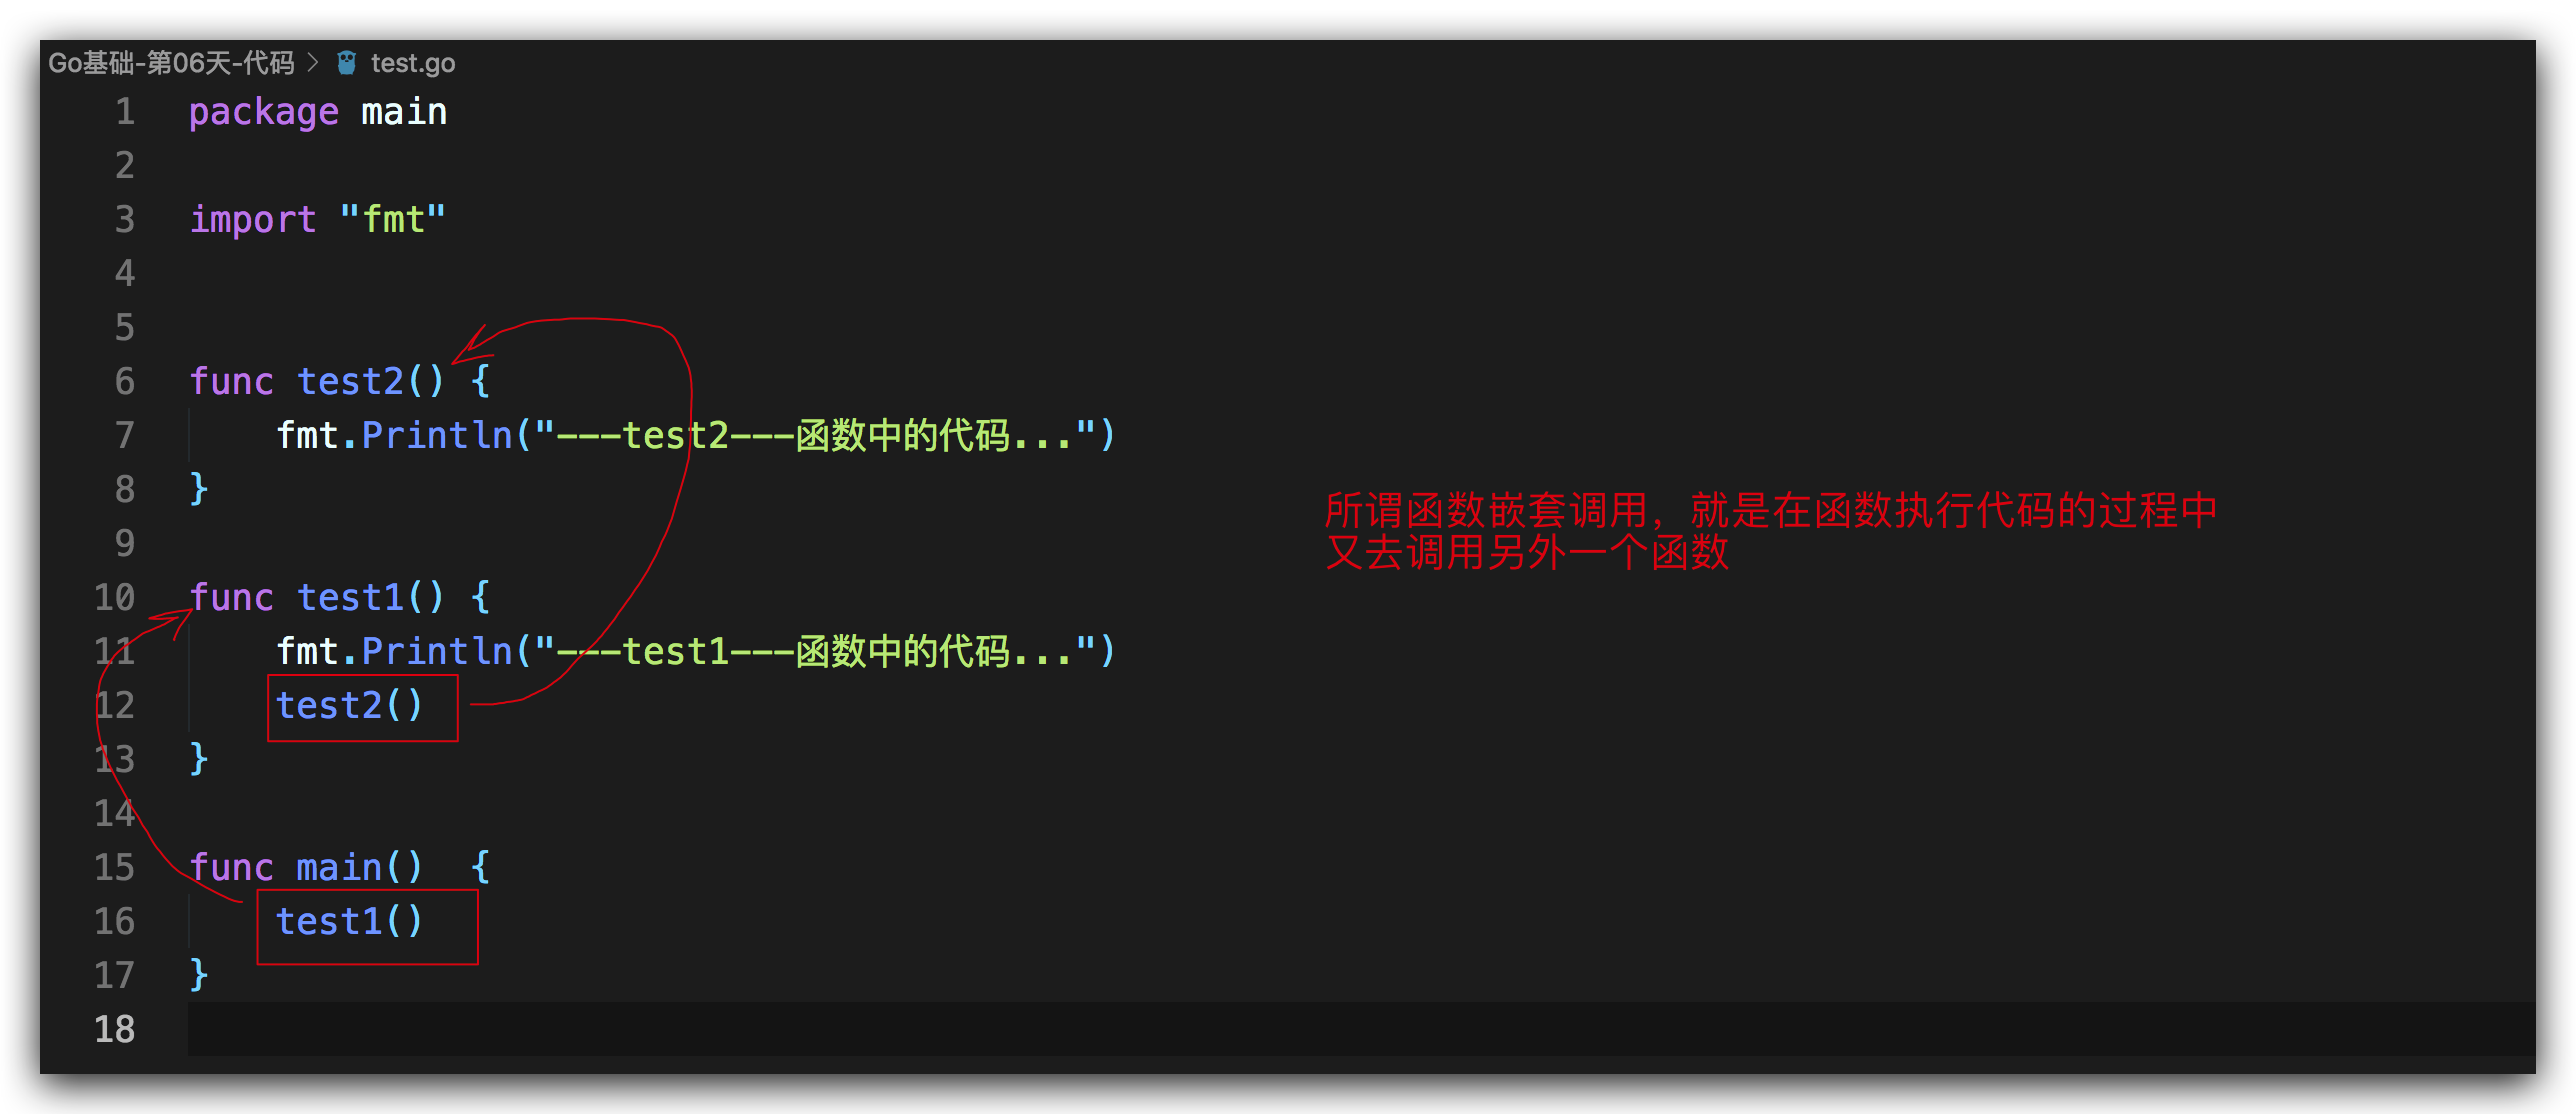 Go基础-第06天-代码 > test.go
1 package main
2
3 import "fmt"
4
5
6 func test2() {
7     fmt.Println("---test2---函数中的代码...")
8 }
9
10 func test1() {
11     fmt.Println("---test1---函数中的代码...")
12     test2()
13 }
14
15 func main()  {
16     test1()
17 }
18
所谓函数嵌套调用，就是在函数执行代码的过程中
又去调用另外一个函数